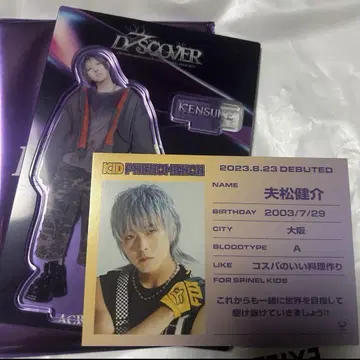 DZSCOVER
KENSUKE
KID PHENOMENON
2023.8.23 DEBUTED
NAME
夫松健介
BIRTHDAY
2003/7/29
CITY
大阪
BLOODTYPE
A
LIKE
コスパのいい料理作り
FOR SPINEL KIDS
これからも一緒に世界を目指して
駆け抜けていきましょう!!